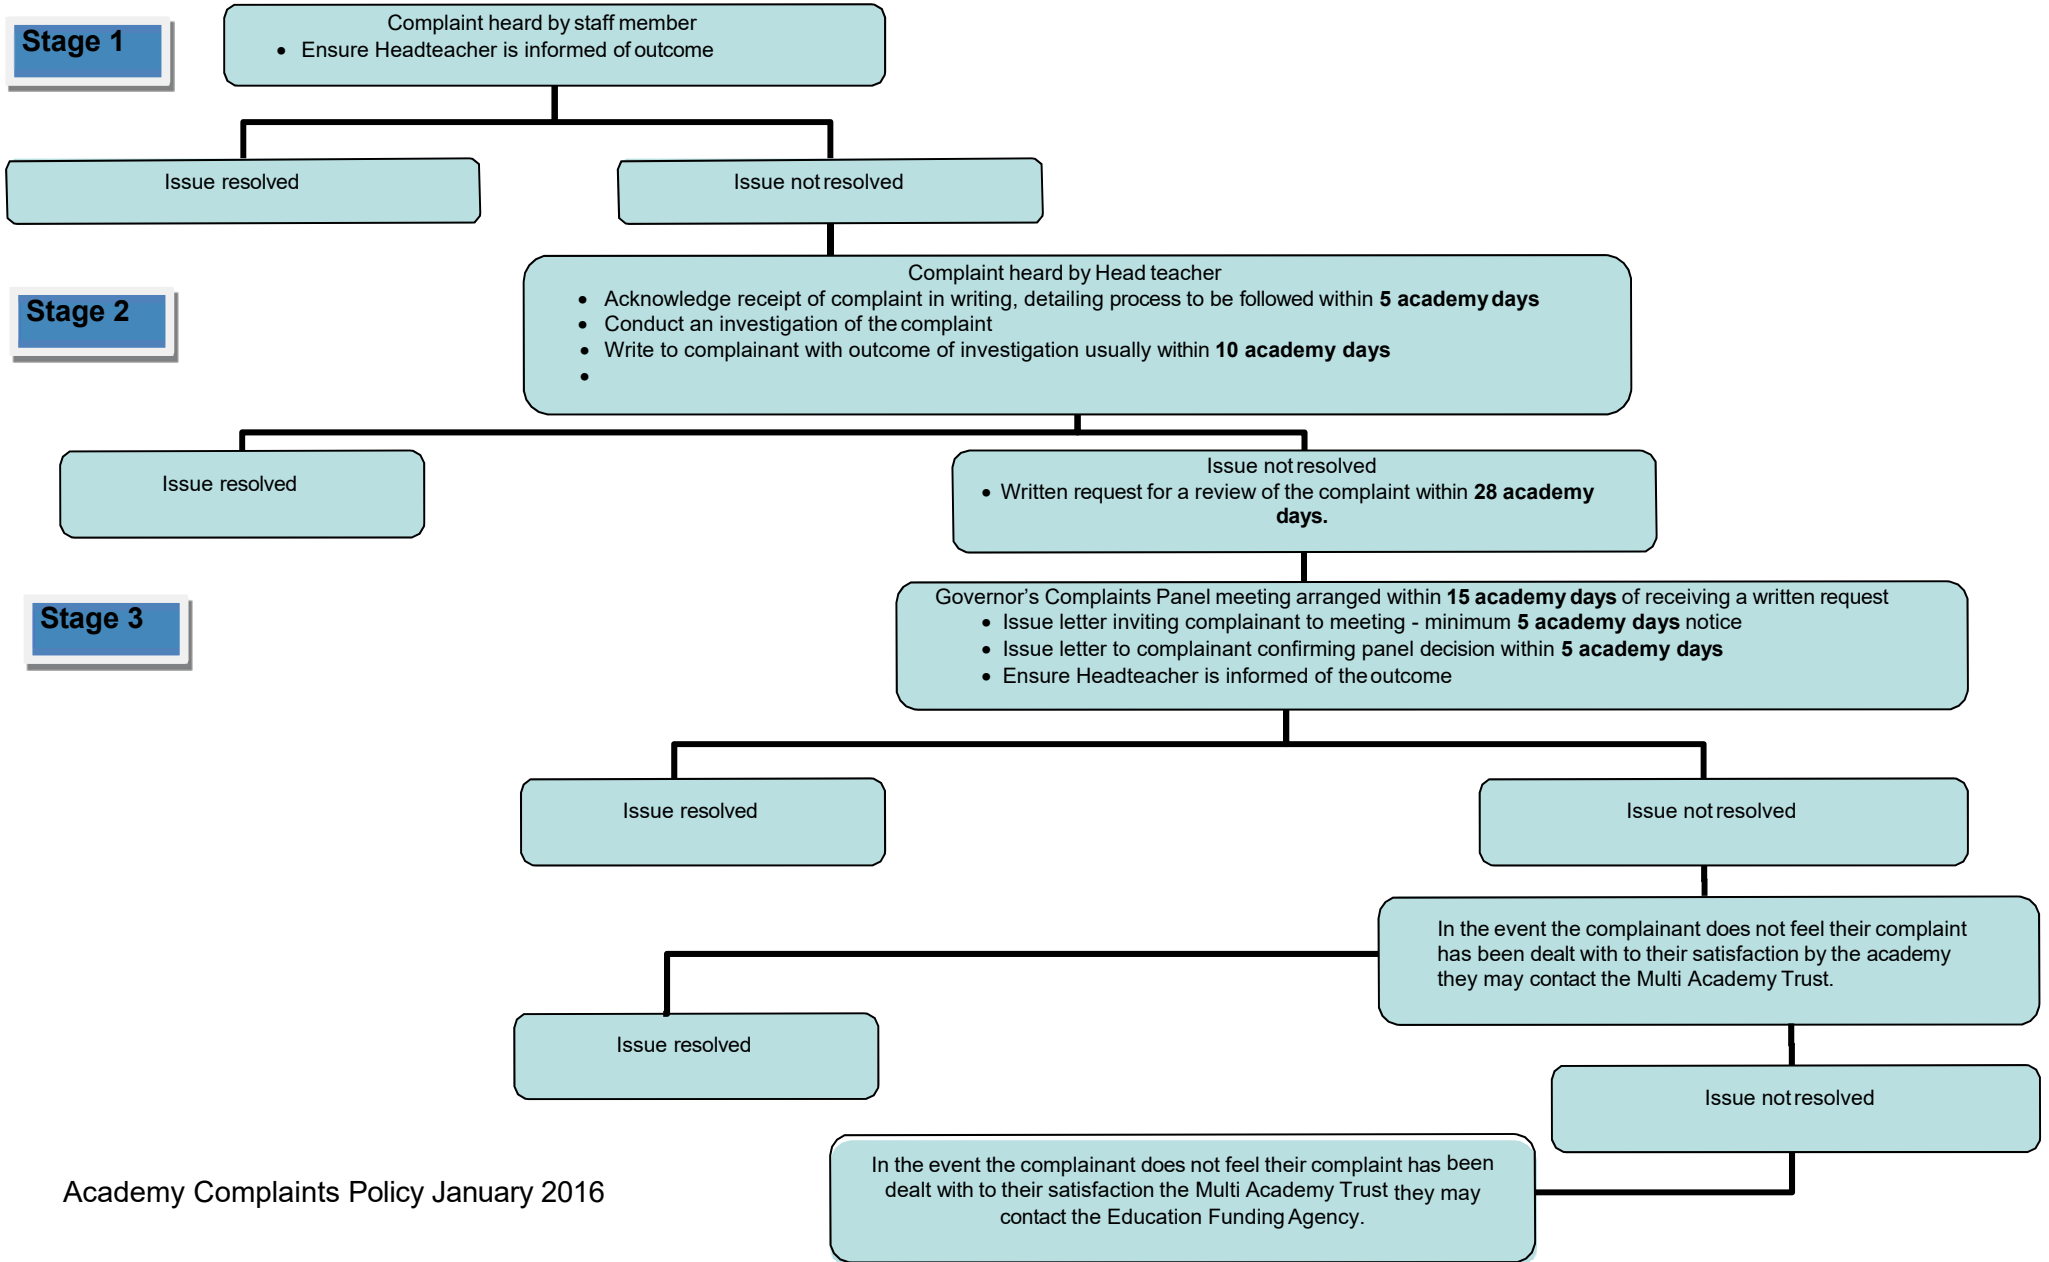 Stage 1
Complaint heard by staff member
• Ensure Headteacher is informed of outcome
Issue resolved
Issue not resolved
Stage 2
Complaint heard by Head teacher
• Acknowledge receipt of complaint in writing, detailing process to be followed within 5 academy days
• Conduct an investigation of the complaint
• Write to complainant with outcome of investigation usually within 10 academy days
•
Issue resolved
Issue not resolved
• Written request for a review of the complaint within 28 academy
days.
Stage 3
Governor’s Complaints Panel meeting arranged within 15 academy days of receiving a written request
• Issue letter inviting complainant to meeting - minimum 5 academy days notice
• Issue letter to complainant confirming panel decision within 5 academy days
• Ensure Headteacher is informed of the outcome
Issue resolved
Issue not resolved
In the event the complainant does not feel their complaint
has been dealt with to their satisfaction by the academy
they may contact the Multi Academy Trust.
Issue resolved
Issue not resolved
In the event the complainant does not feel their complaint has been
dealt with to their satisfaction the Multi Academy Trust they may
contact the Education Funding Agency.
Academy Complaints Policy January 2016